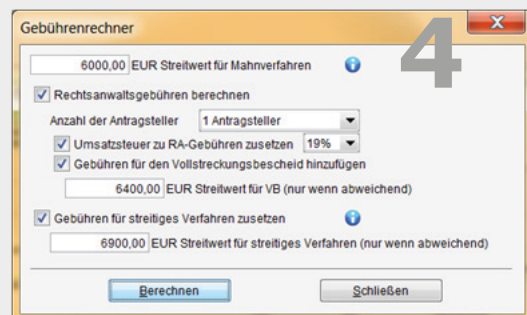 Gebührenrechner
4
6000,00 EUR Streitwert für Mahnverfahren
Rechtsanwaltsgebühren berechnen
Anzahl der Antragsteller 1 Antragsteller
Umsatzsteuer zu RA-Gebühren zusetzen 19%
Gebühren für den Vollstreckungsbescheid hinzufügen
6400,00 EUR Streitwert für VB (nur wenn abweichend)
Gebühren für streitiges Verfahren zusetzen
6900,00 EUR Streitwert für streitiges Verfahren (nur wenn abweichend)
Berechnen Schließen